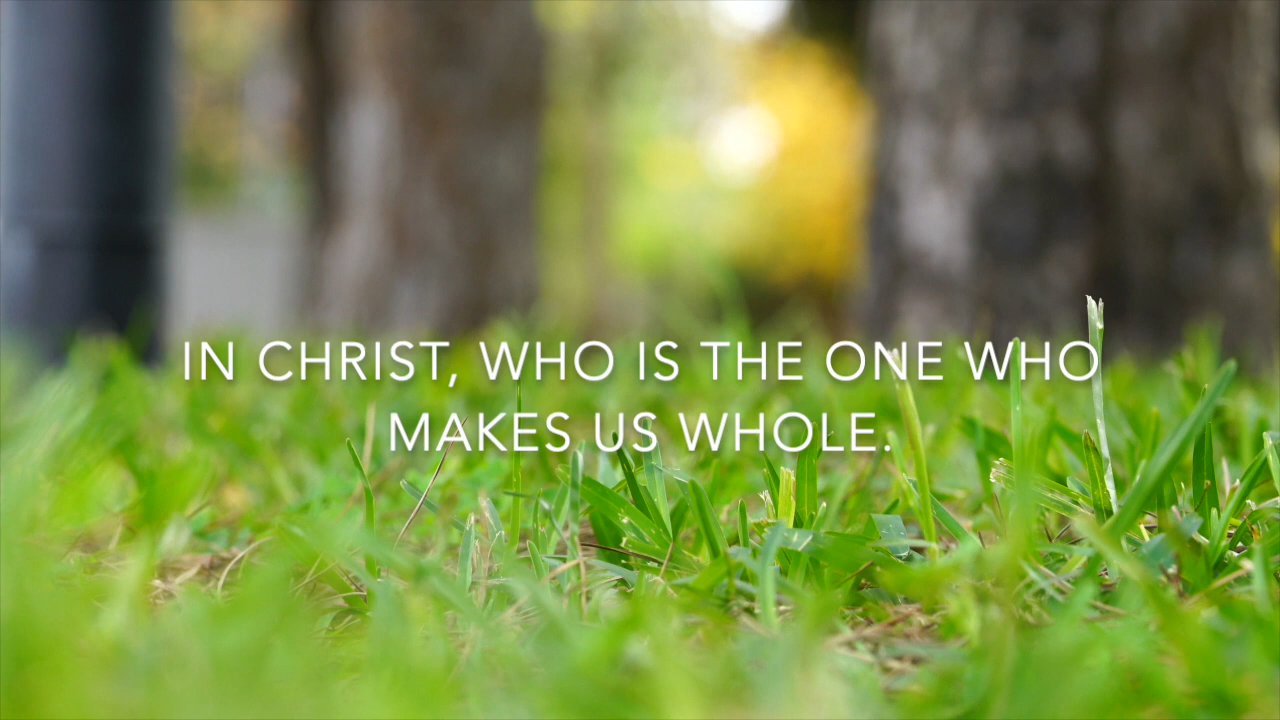 IN CHRIST, WHO IS THE ONE WHO
MAKES US WHOLE.